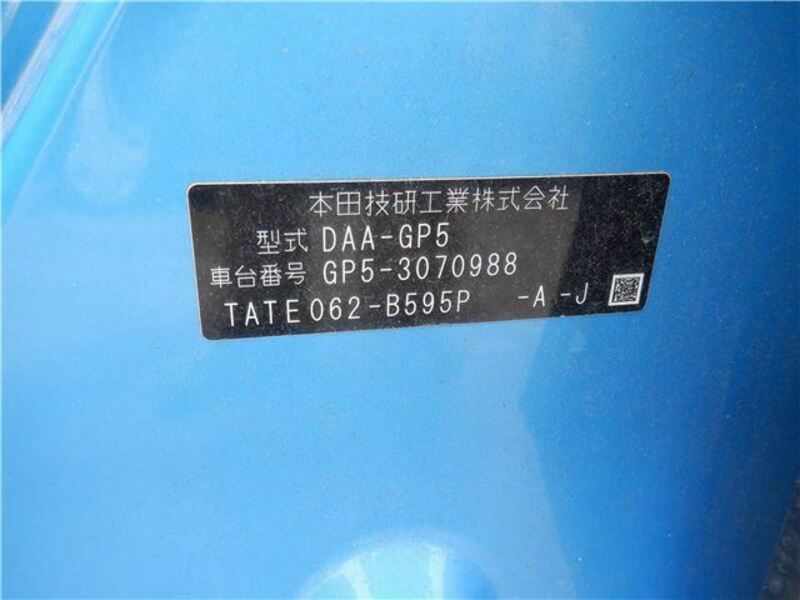 本田技研工業株式会社
型式 DAA-GP5
車台番号 GP5-3070988
TATE062-B595P -A-J